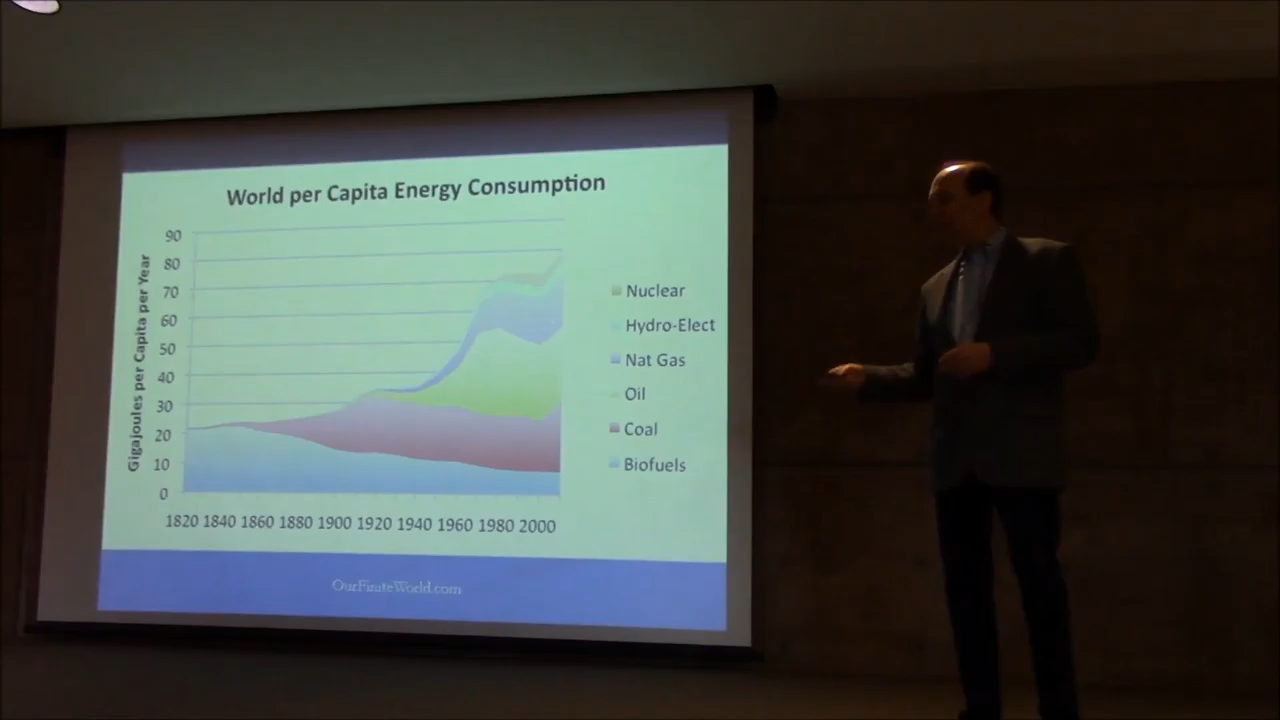 World per Capita Energy Consumption
Gigajoules per Capita per Year
90
80
70
60
50
40
30
20
10
0
1820 1840 1860 1880 1900 1920 1940 1960 1980 2000
Nuclear
Hydro-Elect
Nat Gas
Oil
Coal
Biofuels
OurFiniteWorld.com